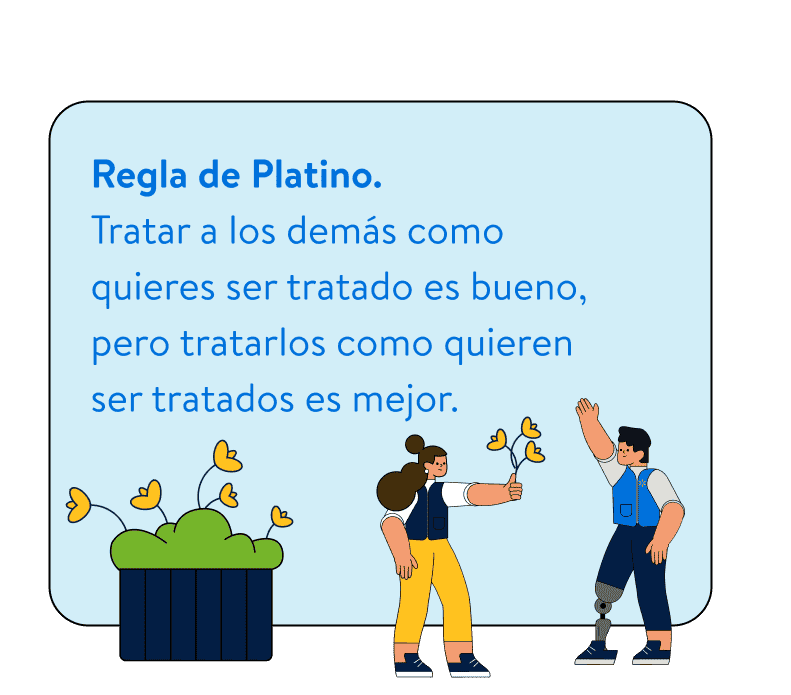 Regla de Platino.
Tratar a los demás como
quieres ser tratado es bueno,
pero tratarlos como quieren
ser tratados es mejor.